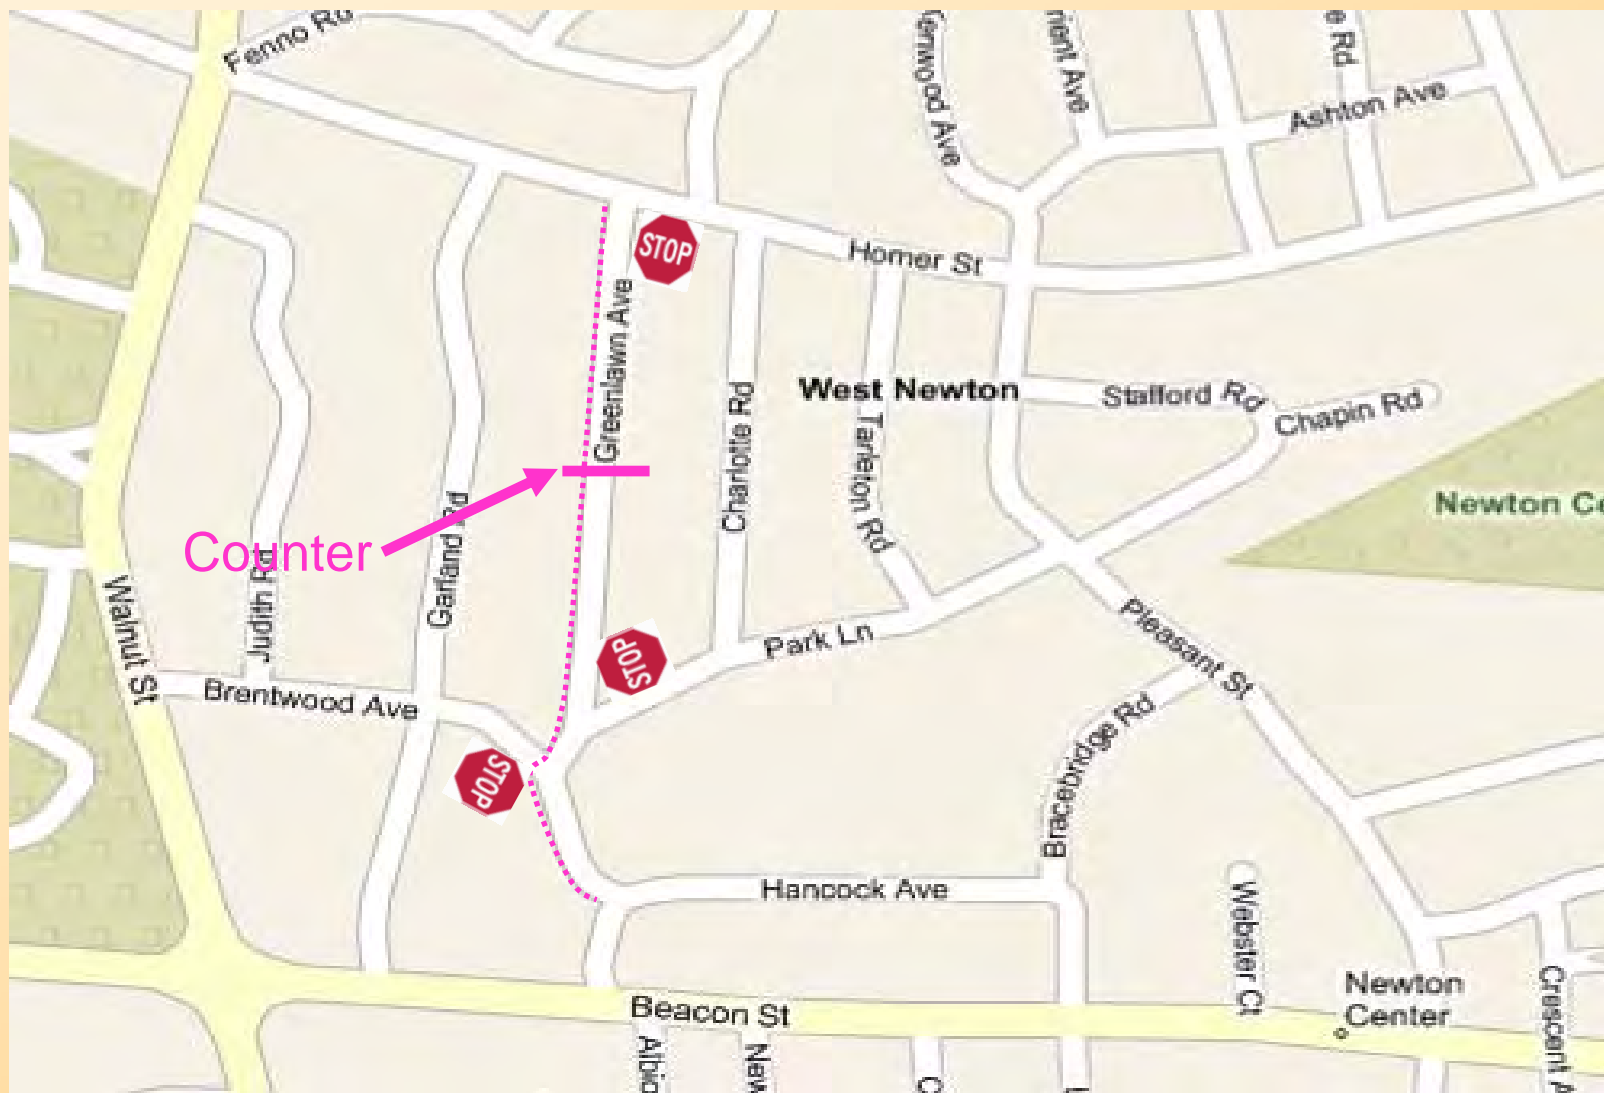 Fenno Rd
Ashton Ave
STOP
Homer St
Greenlawn Ave
West Newton
Stafford Rd
Chapin Rd
Charlotte Rd
Tarleton Rd
Newton
Counter
Garland Rd
Judith Rd
Walnut St
STOP
Park Ln
Pleasant St
Brentwood Ave
STOP
Bracebridge Rd
Hancock Ave
Webster Ct
Newton
Center
Crescent
Beacon St